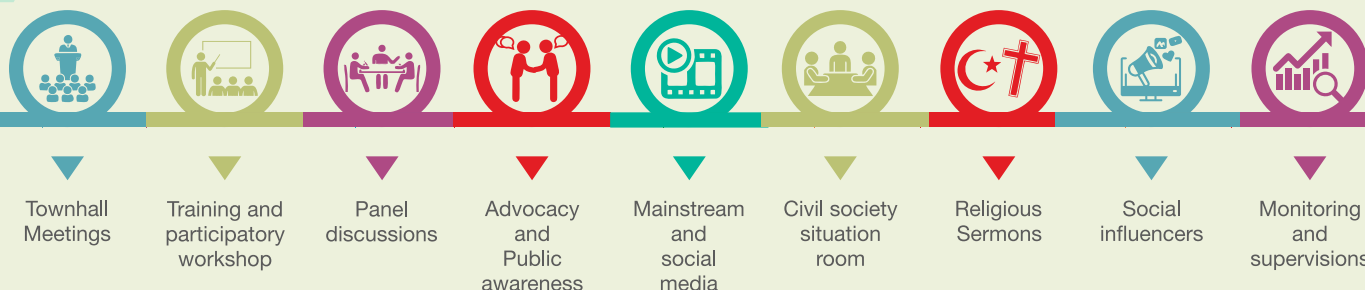 Townhall
Meetings
Training and
participatory
workshop
Panel
discussions
Advocacy
and
Public
awareness
Mainstream
and
social
media
Civil society
situation
room
Religious
Sermons
Social
influencers
Monitoring
and
supervisions